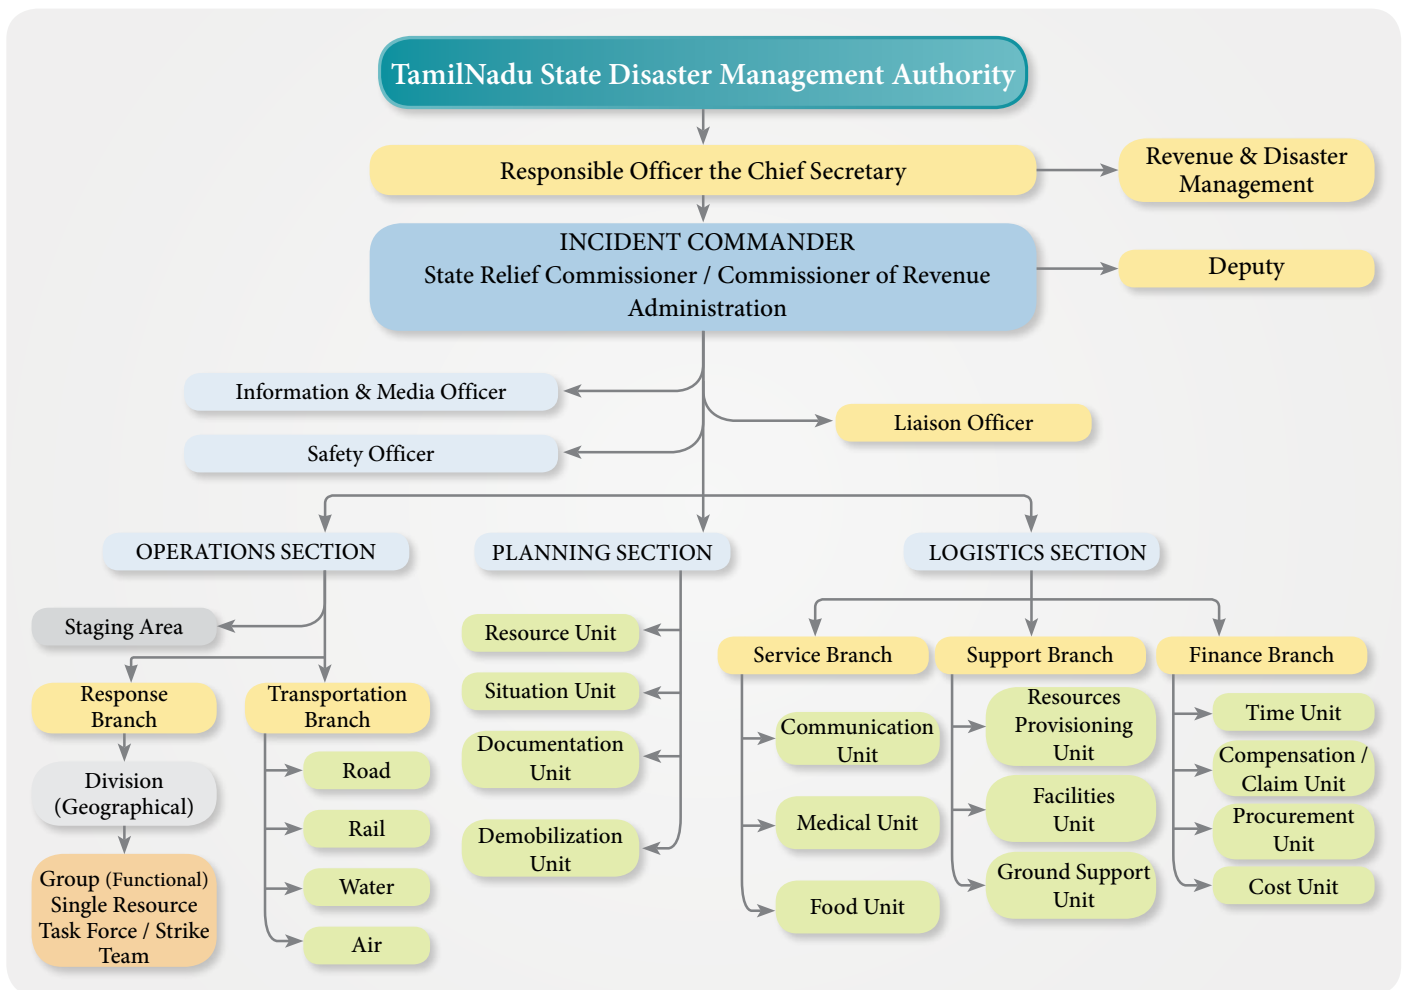 TamilNadu State Disaster Management Authority
Responsible Officer the Chief Secretary
Revenue & Disaster
Management
INCIDENT COMMANDER
State Relief Commissioner / Commissioner of Revenue
Administration
Deputy
Information & Media Officer
Liaison Officer
Safety Officer
OPERATIONS SECTION
PLANNING SECTION
LOGISTICS SECTION
Staging Area
Response
Branch
Transportation
Branch
Division
(Geographical)
Group (Functional)
Single Resource
Task Force / Strike
Team
Road
Rail
Water
Air
Resource Unit
Situation Unit
Documentation
Unit
Demobilization
Unit
Service Branch
Support Branch
Finance Branch
Communication
Unit
Medical Unit
Food Unit
Resources
Provisioning
Unit
Facilities
Unit
Ground Support
Unit
Time Unit
Compensation /
Claim Unit
Procurement
Unit
Cost Unit